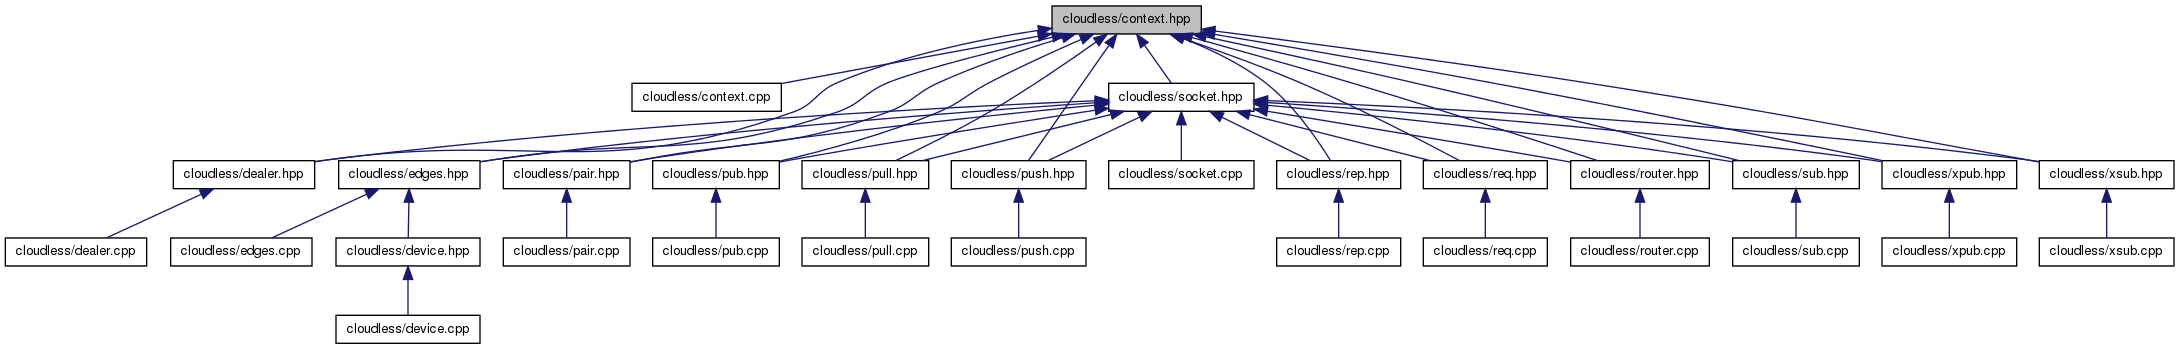 cloudless/context.hpp
cloudless/context.cpp
cloudless/socket.hpp
cloudless/dealer.hpp
cloudless/edges.hpp
cloudless/pair.hpp
cloudless/pub.hpp
cloudless/pull.hpp
cloudless/push.hpp
cloudless/socket.cpp
cloudless/rep.hpp
cloudless/req.hpp
cloudless/router.hpp
cloudless/sub.hpp
cloudless/xpub.hpp
cloudless/xsub.hpp
cloudless/dealer.cpp
cloudless/edges.cpp
cloudless/device.hpp
cloudless/pair.cpp
cloudless/pub.cpp
cloudless/pull.cpp
cloudless/push.cpp
cloudless/rep.cpp
cloudless/req.cpp
cloudless/router.cpp
cloudless/sub.cpp
cloudless/xpub.cpp
cloudless/xsub.cpp
cloudless/device.cpp